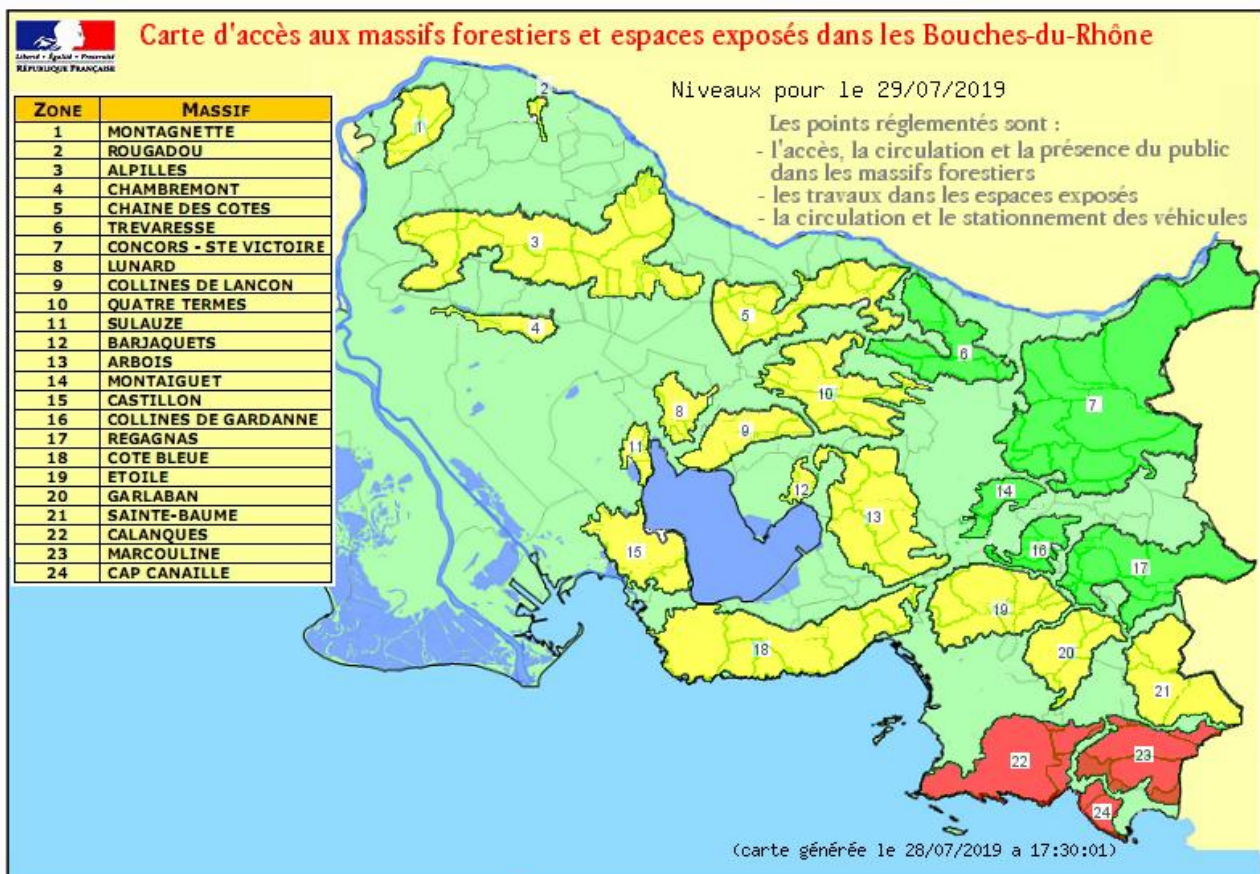 Carte d'accès aux massifs forestiers et espaces exposés dans les Bouches-du-Rhône
Liberté • Égalité • Fraternité
RÉPUBLIQUE FRANÇAISE
Niveaux pour le 29/07/2019
Les points réglementés sont :
- l'accès, la circulation et la présence du public
dans les massifs forestiers
- les travaux dans les espaces exposés
- la circulation et le stationnement des véhicules
ZONE MASSIF
1 MONTAGNETTE
2 ROUGADOU
3 ALPILLES
4 CHAMBREMONT
5 CHAINE DES COTES
6 TREVARESSE
7 CONCORS - STE VICTOIRE
8 LUNARD
9 COLLINES DE LANCON
10 QUATRE TERMES
11 SULAUZE
12 BARJAQUETS
13 ARBOIS
14 MONTAIGUET
15 CASTILLON
16 COLLINES DE GARDANNE
17 REGAGNAS
18 COTE BLEUE
19 ETOILE
20 GARLABAN
21 SAINTE-BAUME
22 CALANQUES
23 MARCOULINE
24 CAP CANAILLE
2
1
3
5
4
6
10
7
8
9
11
12
14
13
15
16
17
19
18
20
21
23
22
24
(carte générée le 28/07/2019 a 17:30:01)